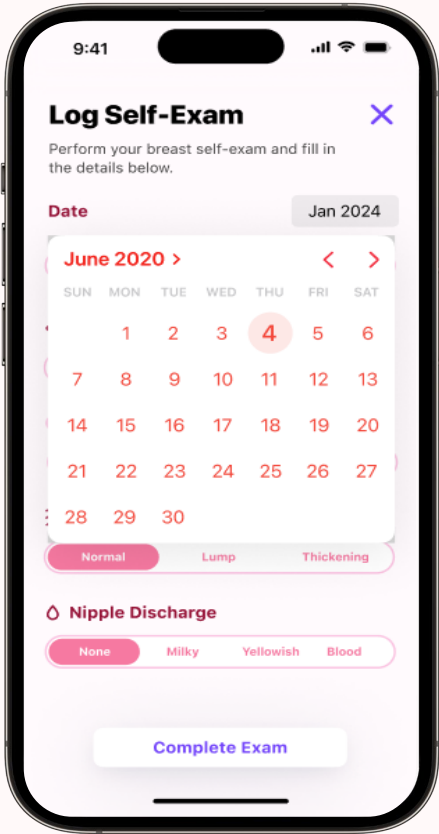 9:41
Log Self-Exam
Perform your breast self-exam and fill in
the details below.
Date
Jan 2024
June 2020 >
SUN MON TUE WED THU FRI SAT
1 2 3 4 5 6
7 8 9 10 11 12 13
14 15 16 17 18 19 20
21 22 23 24 25 26 27
28 29 30
Normal Lump Thickening
Nipple Discharge
None Milky Yellowish Blood
Complete Exam